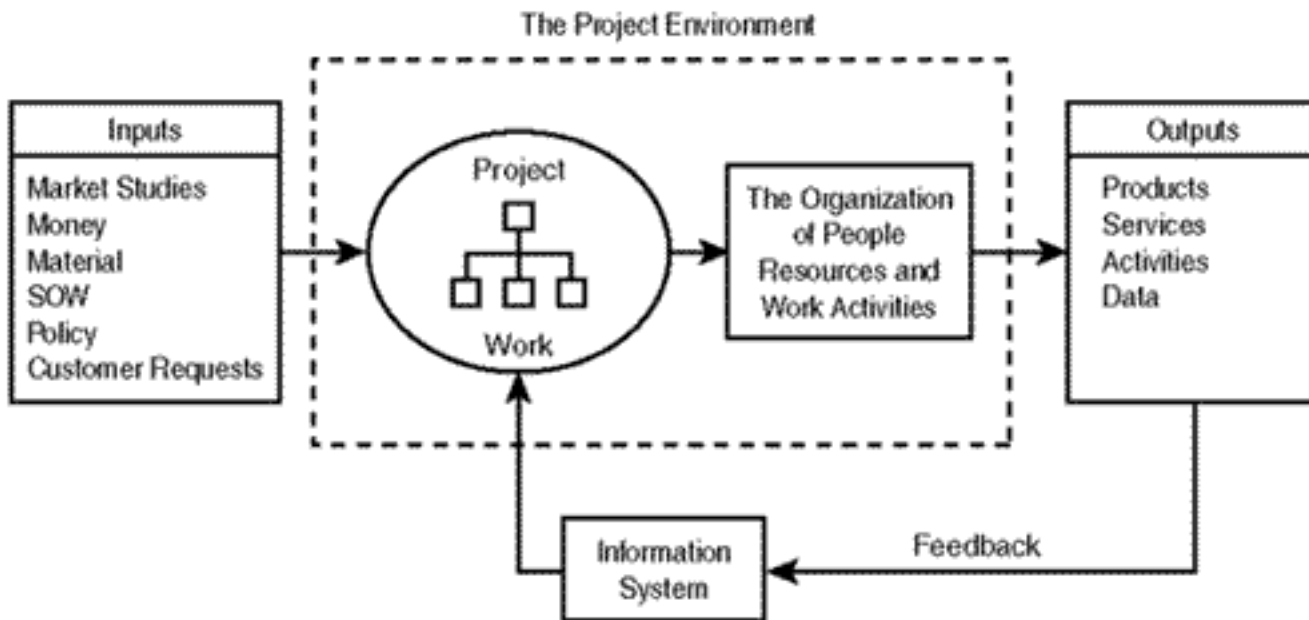 The Project Environment
Inputs
Market Studies
Money
Material
SOW
Policy
Customer Requests
Project
Work
The Organization
of People
Resources and
Work Activities
Outputs
Products
Services
Activities
Data
Information
System
Feedback